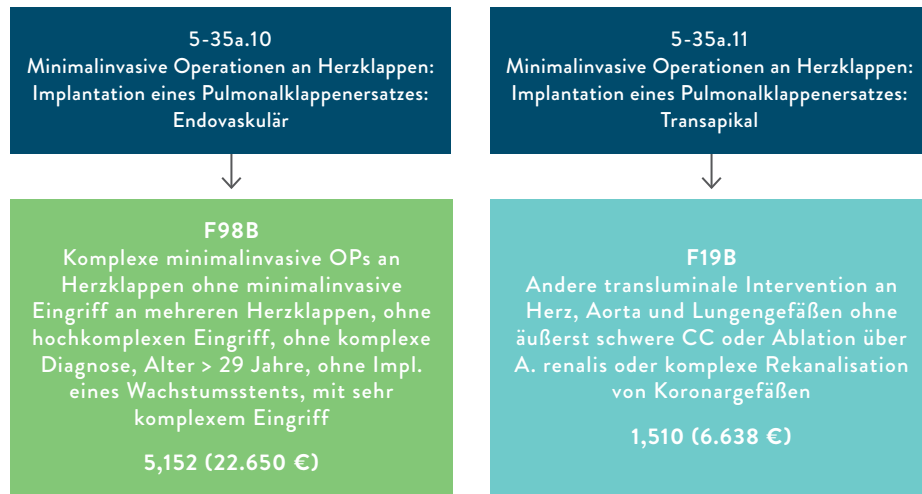 5-35a.10
Minimalinvasive Operationen an Herzklappen:
Implantation eines Pulmonalklappenersatzes:
Endovaskulär
5-35a.11
Minimalinvasive Operationen an Herzklappen:
Implantation eines Pulmonalklappenersatzes:
Transapikal
F98B
Komplexe minimalinvasive OPs an
Herzklappen ohne minimalinvasive
Eingriff an mehreren Herzklappen, ohne
hochkomplexen Eingriff, ohne komplexe
Diagnose, Alter > 29 Jahre, ohne Impl.
eines Wachstumsstents, mit sehr
komplexem Eingriff
5,152 (22.650 €)
F19B
Andere transluminale Intervention an
Herz, Aorta und Lungengefäßen ohne
äußerst schwere CC oder Ablation über
A. renalis oder komplexe Rekanalisation
von Koronargefäßen
1,510 (6.638 €)